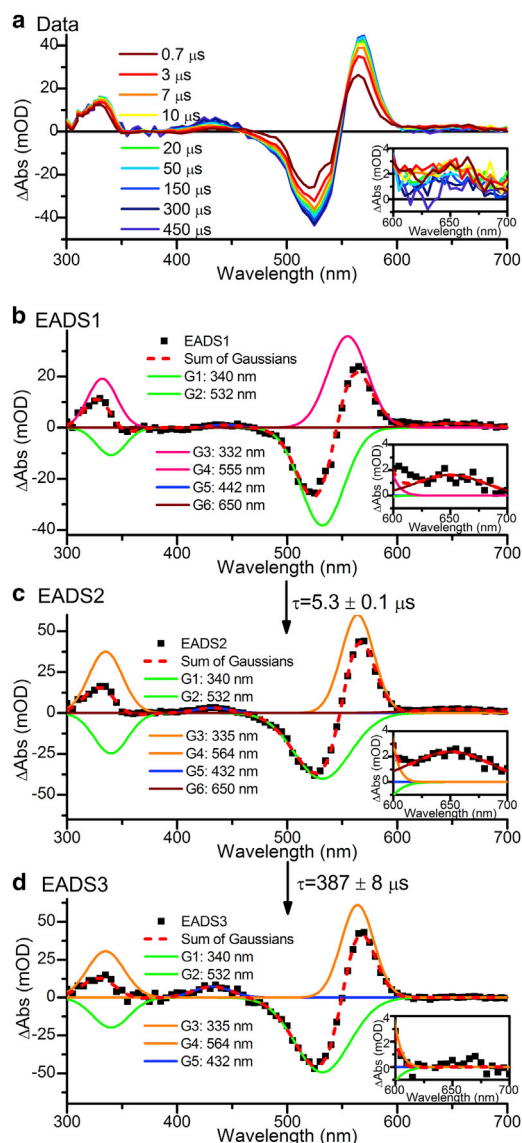 a
Data
ΔAbs (mOD)
40
20
0
-20
-40
0.7 μs
3 μs
7 μs
10 μs
20 μs
50 μs
150 μs
300 μs
450 μs
ΔAbs (mOD)
4
2
0
600 650 700
Wavelength (nm)
300 400 500 600 700
Wavelength (nm)
b
EADS1
ΔAbs (mOD)
20
0
-20
-40
EADS1
Sum of Gaussians
G1: 340 nm
G2: 532 nm
G3: 332 nm
G4: 555 nm
G5: 442 nm
G6: 650 nm
ΔAbs (mOD)
4
2
0
600 650 700
Wavelength (nm)
300 400 500 600 700
τ=5.3 ± 0.1 μs
c
EADS2
ΔAbs (mOD)
50
25
0
-25
-50
EADS2
Sum of Gaussians
G1: 340 nm
G2: 532 nm
G3: 335 nm
G4: 564 nm
G5: 432 nm
G6: 650 nm
ΔAbs (mOD)
4
2
0
600 650 700
Wavelength (nm)
300 400 500 600 700
τ=387 ± 8 μs
d
EADS3
ΔAbs (mOD)
50
25
0
-25
-50
EADS3
Sum of Gaussians
G1: 340 nm
G2: 532 nm
G3: 335 nm
G4: 564 nm
G5: 432 nm
ΔAbs (mOD)
4
2
0
600 650 700
Wavelength (nm)
300 400 500 600 700
Wavelength (nm)